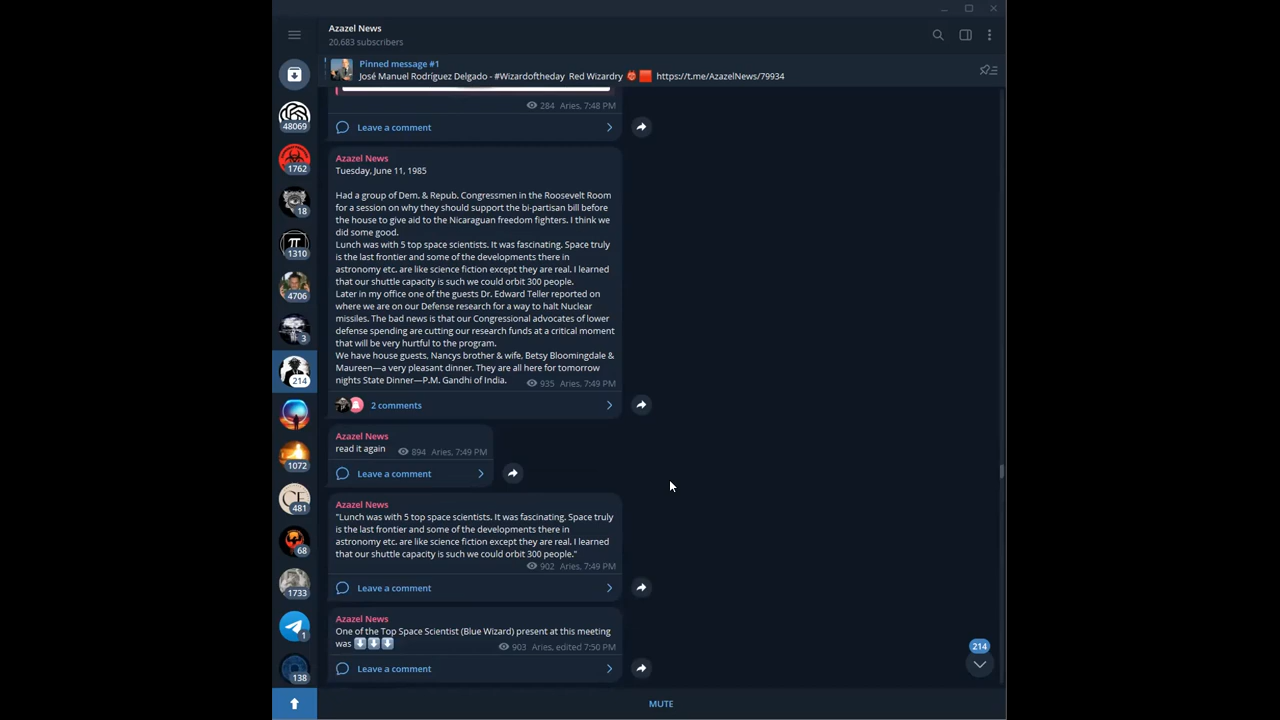 Azazel News
20,683 subscribers
Pinned message #1
José Manuel Rodríguez Delgado - #Wizardoftheday Red Wizardry 👹🟥 https://t.me/AzazelNews/79934
284 Aries, 7:48 PM
48069
Leave a comment
Azazel News
1762
Tuesday, June 11, 1985
Had a group of Dem. & Repub. Congressmen in the Roosevelt Room
18
for a session on why they should support the bi-partisan bill before
the house to give aid to the Nicaraguan freedom fighters. I think we
did some good.
Lunch was with 5 top space scientists. It was fascinating. Space truly
1310
is the last frontier and some of the developments there in
astronomy etc. are like science fiction except they are real. I learned
that our shuttle capacity is such we could orbit 300 people.
Later in my office one of the guests Dr. Edward Teller reported on
4706
where we are on our Defense research for a way to halt Nuclear
missiles. The bad news is that our Congressional advocates of lower
defense spending are cutting our research funds at a critical moment
3
that will be very hurtful to the program.
We have house guests, Nancys brother & wife, Betsy Bloomingdale &
Maureen—a very pleasant dinner. They are all here for tomorrow
214
nights State Dinner—P.M. Gandhi of India.
935 Aries, 7:49 PM
2 comments
Azazel News
read it again
894 Aries, 7:49 PM
1072
Leave a comment
481
Azazel News
"Lunch was with 5 top space scientists. It was fascinating. Space truly
is the last frontier and some of the developments there in
astronomy etc. are like science fiction except they are real. I learned
68
that our shuttle capacity is such we could orbit 300 people."
902 Aries, 7:49 PM
Leave a comment
1733
Azazel News
One of the Top Space Scientist (Blue Wizard) present at this meeting
1
was ⬇️⬇️⬇️
903 Aries, edited 7:50 PM
214
Leave a comment
138
MUTE